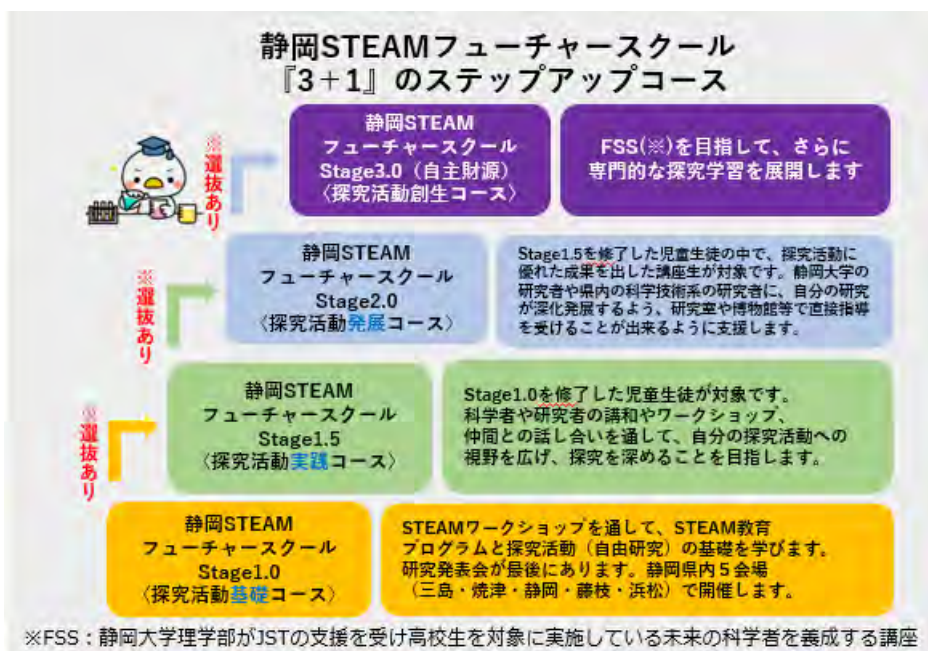 静岡STEAMフューチャースクール
『3+1』のステップアップコース
※選抜あり
静岡STEAM
フューチャースクール
Stage3.0（自主財源）
〈探究活動創生コース〉
FSS(※)を目指して、さらに
専門的な探究学習を展開します
※選抜あり
静岡STEAM
フューチャースクール
Stage2.0
〈探究活動発展コース〉
Stage1.5を修了した児童生徒の中で、探究活動に
優れた成果を出した講座生が対象です。静岡大学の
研究者や県内の科学技術系の研究者に、自分の研究
が深化発展するよう、研究室や博物館等で直接指導
を受けることが出来るように支援します。
※選抜あり
静岡STEAM
フューチャースクール
Stage1.5
〈探究活動実践コース〉
Stage1.0を修了した児童生徒が対象です。
科学者や研究者の講和やワークショップ、
仲間との話し合いを通して、自分の探究活動への
視野を広げ、探究を深めることを目指します。
静岡STEAM
フューチャースクール
Stage1.0
〈探究活動基礎コース〉
STEAMワークショップを通して、STEAM教育
プログラムと探究活動（自由研究）の基礎を学びます。
研究発表会が最後にあります。静岡県内５会場
（三島・焼津・静岡・藤枝・浜松）で開催します。
※FSS：静岡大学理学部がJSTの支援を受け高校生を対象に実施している未来の科学者を養成する講座